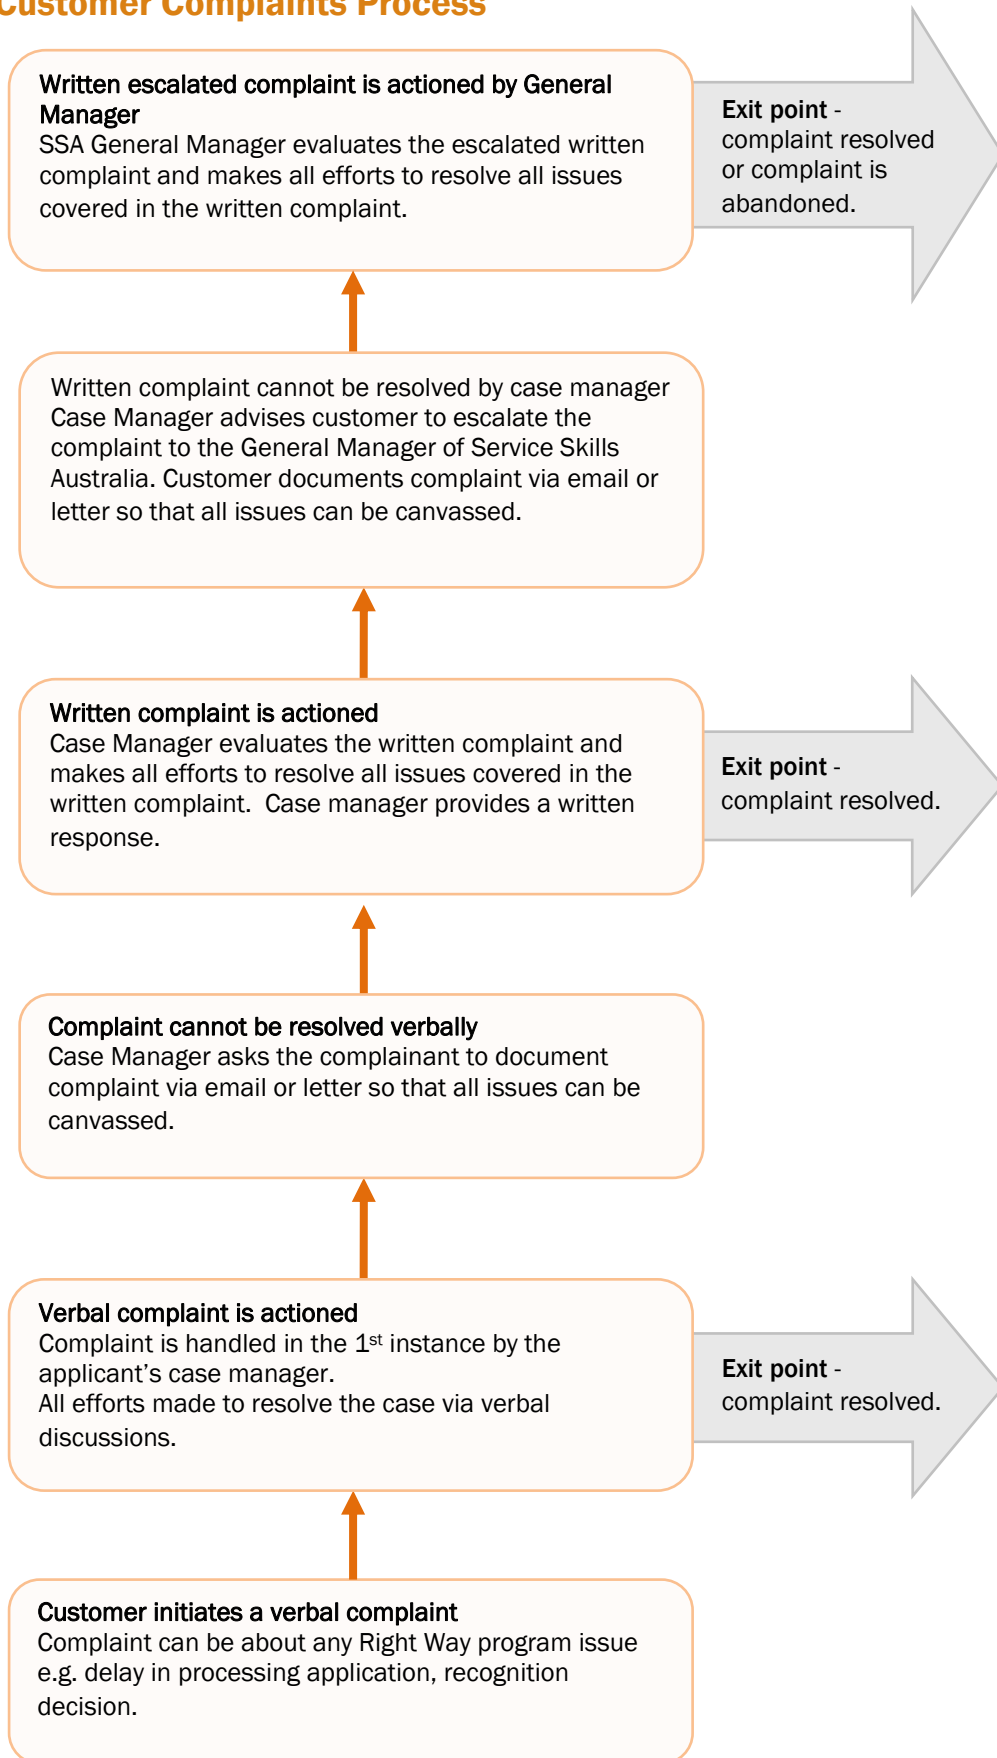 Customer Complaints Process
Written escalated complaint is actioned by General
Manager
SSA General Manager evaluates the escalated written
complaint and makes all efforts to resolve all issues
covered in the written complaint.
Exit point -
complaint resolved
or complaint is
abandoned.
Written complaint cannot be resolved by case manager
Case Manager advises customer to escalate the
complaint to the General Manager of Service Skills
Australia. Customer documents complaint via email or
letter so that all issues can be canvassed.
Written complaint is actioned
Case Manager evaluates the written complaint and
makes all efforts to resolve all issues covered in the
written complaint.  Case manager provides a written
response.
Exit point -
complaint resolved.
Complaint cannot be resolved verbally
Case Manager asks the complainant to document
complaint via email or letter so that all issues can be
canvassed.
Verbal complaint is actioned
Complaint is handled in the 1st instance by the
applicant’s case manager.
All efforts made to resolve the case via verbal
discussions.
Exit point -
complaint resolved.
Customer initiates a verbal complaint
Complaint can be about any Right Way program issue
e.g. delay in processing application, recognition
decision.